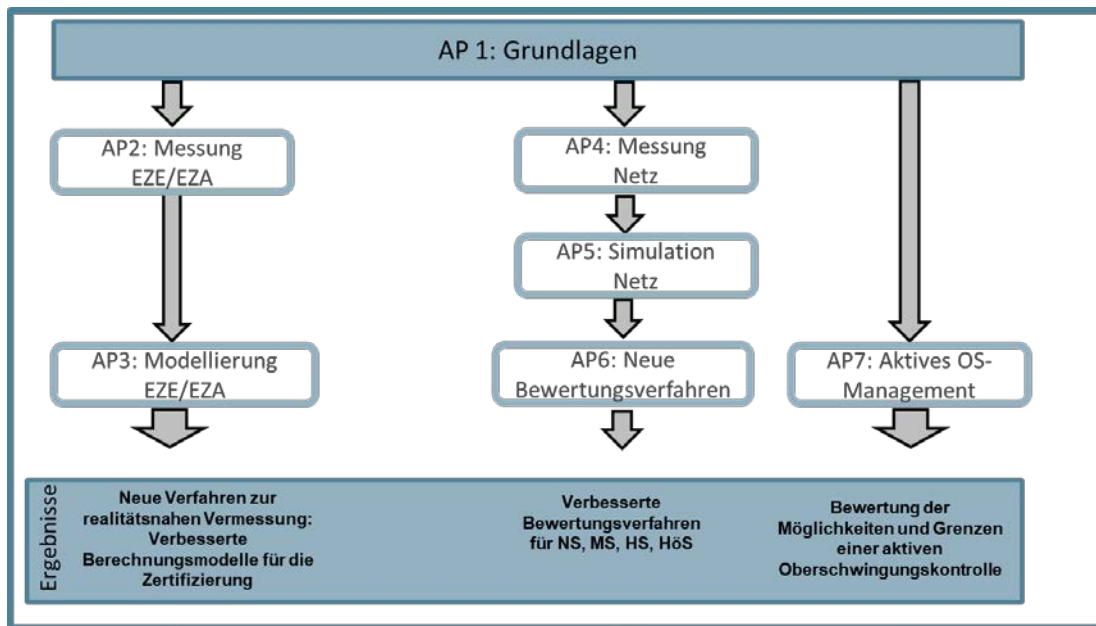 AP 1: Grundlagen
AP2: Messung
EZE/EZA
AP4: Messung
Netz
AP5: Simulation
Netz
AP3: Modellierung
EZE/EZA
AP6: Neue
Bewertungsverfahren
AP7: Aktives OS-
Management
Ergebnisse
Neue Verfahren zur
realitätsnahen Vermessung:
Verbesserte
Berechnungsmodelle für die
Zertifizierung
Verbesserte
Bewertungsverfahren
für NS, MS, HS, HöS
Bewertung der
Möglichkeiten und Grenzen
einer aktiven
Oberschwingungskontrolle